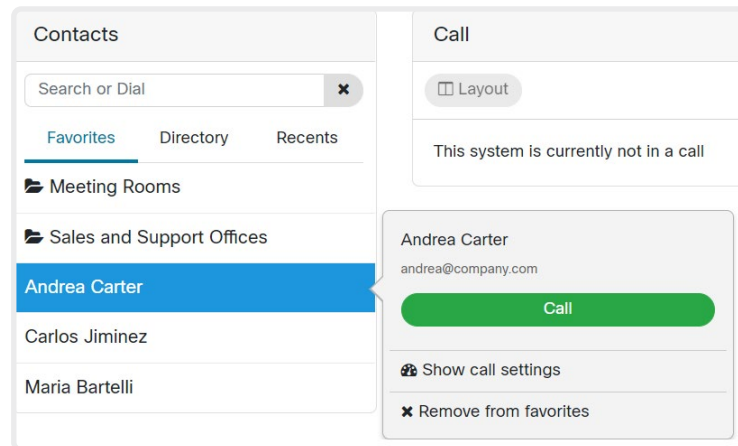 Contacts
Search or Dial
Favorites Directory Recents
Meeting Rooms
Sales and Support Offices
Andrea Carter
Carlos Jiminez
Maria Bartelli
Call
Layout
This system is currently not in a call
Andrea Carter
andrea@company.com
Call
Show call settings
Remove from favorites